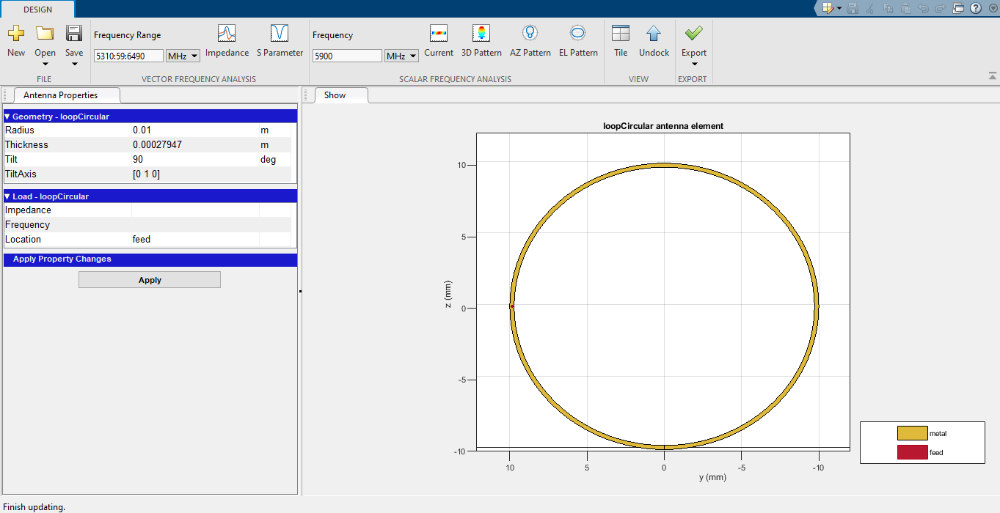 DESIGN
New
Open
Save
FILE
Frequency Range
5310:59:6490
MHz
Impedance
S Parameter
VECTOR FREQUENCY ANALYSIS
Frequency
5900
MHz
Current
3D Pattern
AZ Pattern
EL Pattern
SCALAR FREQUENCY ANALYSIS
Tile
Undock
VIEW
Export
EXPORT
Antenna Properties
Geometry - loopCircular
Radius 0.01 m
Thickness 0.00027947 m
Tilt 90 deg
TiltAxis [0 1 0]
Load - loopCircular
Impedance
Frequency
Location feed
Apply Property Changes
Apply
Show
loopCircular antenna element
10
5
0
-5
-10
z (mm)
10 5 0 -5 -10
y (mm)
metal
feed
Finish updating.